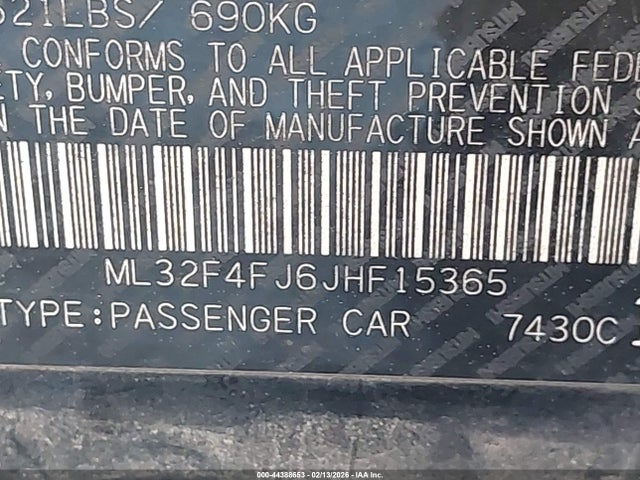 521LBS/ 690KG
CONFORMS TO ALL APPLICABLE FEDE
ETY, BUMPER, AND THEFT PREVENTION S
N THE DATE OF MANUFACTURE SHOWN A
ML32F4FJ6JHF15365
TYPE:PASSENGER CAR 7430C
000-44388653 - 02/13/2026 - IAA Inc.